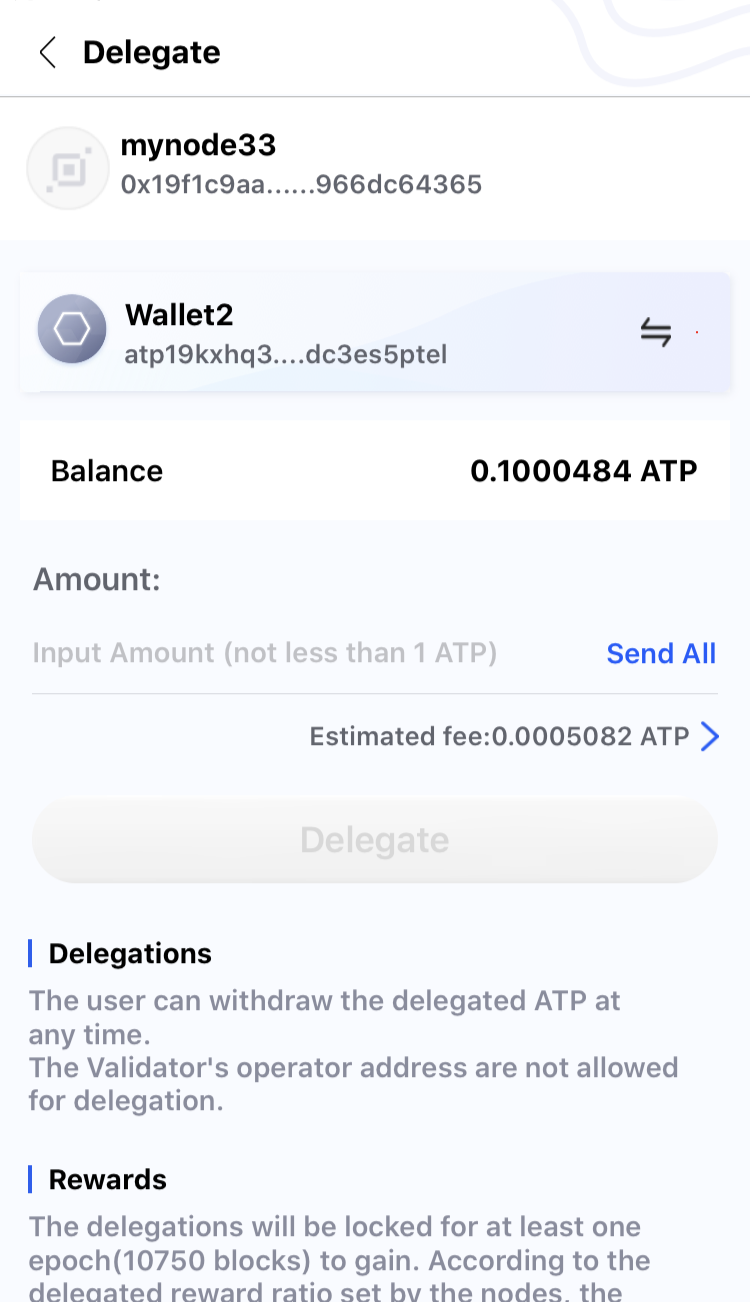 Delegate
mynode33
0x19f1c9aa......966dc64365
Wallet2
atp19kxhq3....dc3es5ptel
Balance 0.1000484 ATP
Amount:
Input Amount (not less than 1 ATP) Send All
Estimated fee:0.0005082 ATP
Delegate
Delegations
The user can withdraw the delegated ATP at
any time.
The Validator's operator address are not allowed
for delegation.
Rewards
The delegations will be locked for at least one
epoch(10750 blocks) to gain. According to the
delegated reward ratio set by the nodes, the